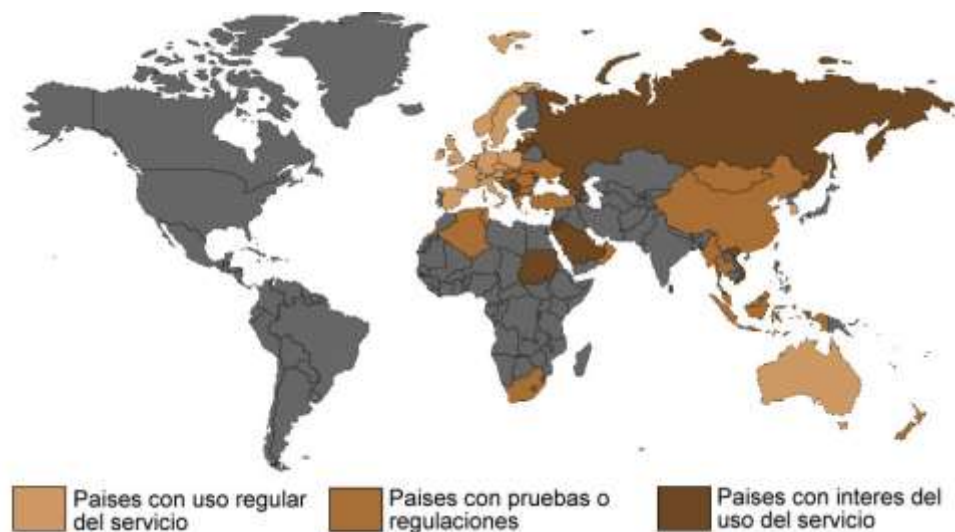 Paises con uso regular
del servicio
Paises con pruebas o
regulaciones
Paises con interes del
uso del servicio